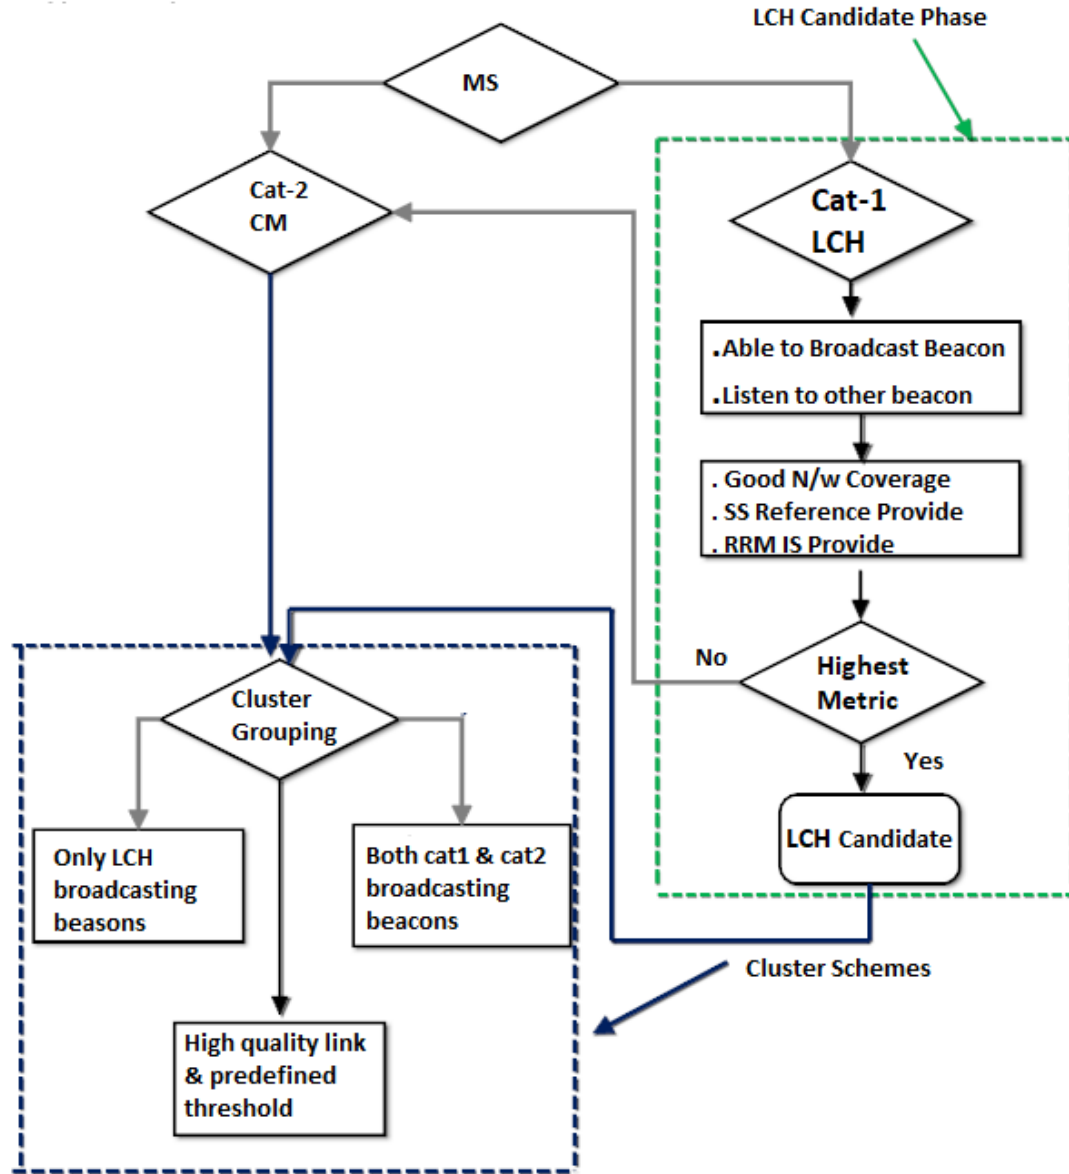 LCH Candidate Phase
MS
Cat-2
CM
Cat-1
LCH
.Able to Broadcast Beacon
.Listen to other beacon
. Good N/w Coverage
. SS Reference Provide
. RRM IS Provide
No
Highest
Metric
Yes
LCH Candidate
Cluster
Grouping
Only LCH
broadcasting
beasons
Both cat1 & cat2
broadcasting
beacons
Cluster Schemes
High quality link
& predefined
threshold